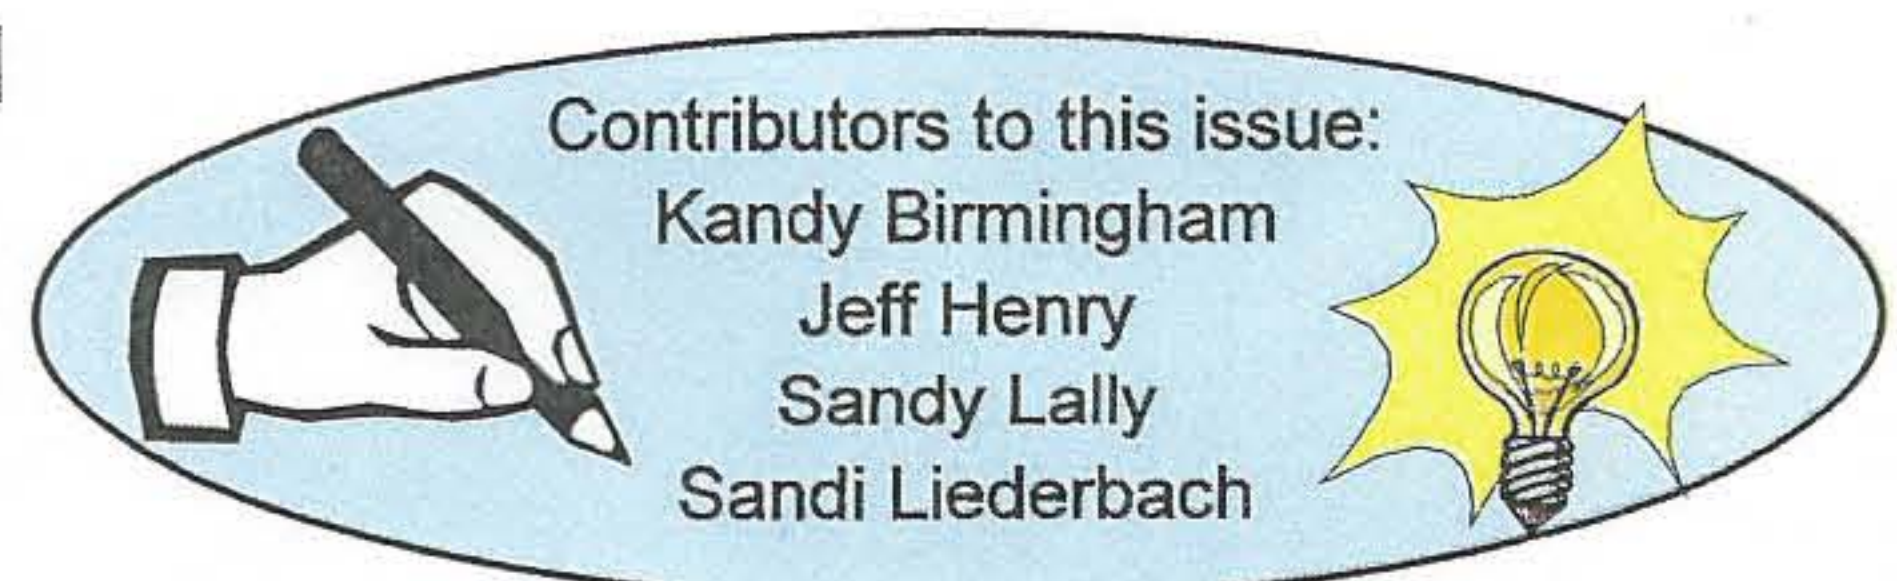 Contributors to this issue:
Kandy Birmingham
Jeff Henry
Sandy Lally
Sandi Liederbach